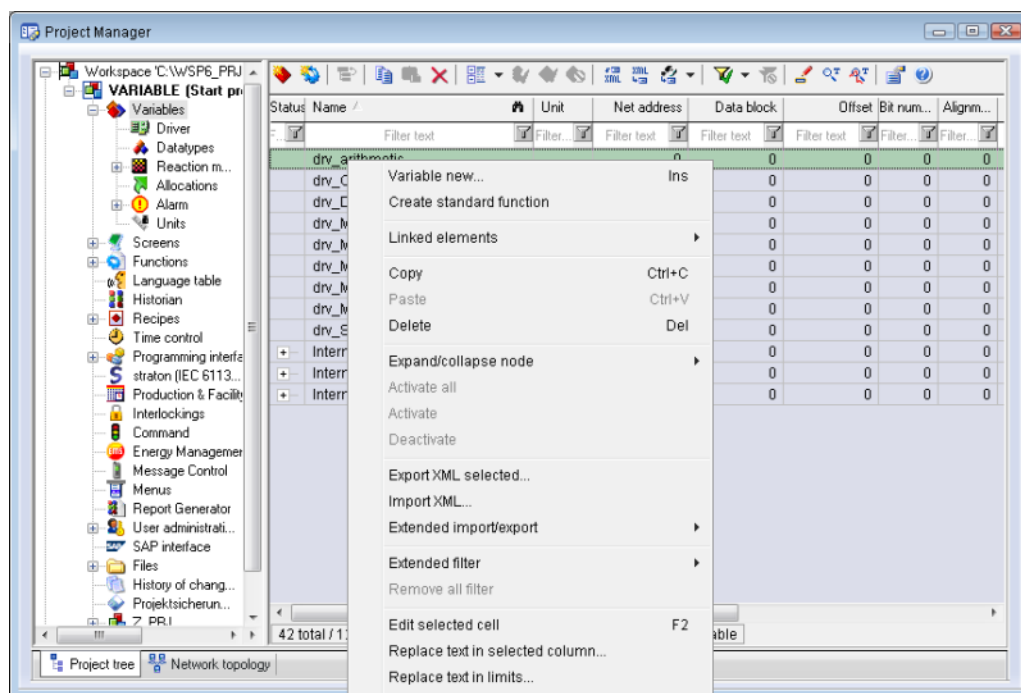 Project Manager
Workspace 'C:\WSP6_PRJ
VARIABLE (Start pr
Variables
Driver
Datatypes
Reaction m...
Allocations
Alarm
Units
Screens
Functions
Language table
Historian
Recipes
Time control
Programming interfa
straton (IEC 6113...
Production & Facility
Interlockings
Command
Energy Managemer
Message Control
Menus
Report Generator
User administrati...
SAP interface
Files
History of chang...
Projektsicherun...
Z_PRJ
Project tree Network topology
Status Name Unit Net address Data block Offset Bit num... Alignm...
F... Filter text Filter... Filter text Filter text Filter text Filter... Filter...
drv_arithmetic 0 0 0 0 0
drv_C 0 0 0 0
drv_D 0 0 0 0
drv_M 0 0 0 0
drv_M 0 0 0 0
drv_M 0 0 0 0
drv_M 0 0 0 0
drv_M 0 0 0 0
drv_S 0 0 0 0
Intern 0 0 0 0
Intern 0 0 0 0
Intern 0 0 0 0
42 total / 1 able
Variable new... Ins
Create standard function
Linked elements
Copy Ctrl+C
Paste Ctrl+V
Delete Del
Expand/collapse node
Activate all
Activate
Deactivate
Export XML selected...
Import XML...
Extended import/export
Extended filter
Remove all filter
Edit selected cell F2
Replace text in selected column...
Replace text in limits...